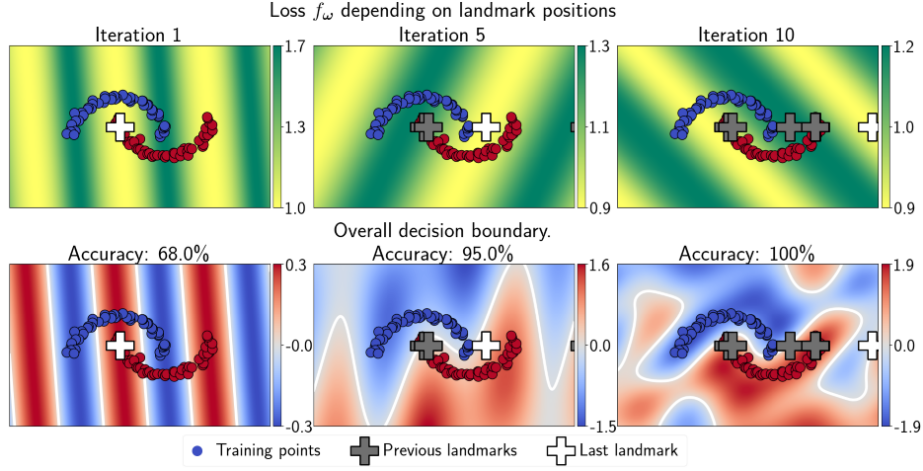 Loss f_ω depending on landmark positions
Iteration 1
Iteration 5
Iteration 10
1.7
1.3
1.0
1.3
1.1
0.9
1.2
1.0
0.9
Overall decision boundary.
Accuracy: 68.0%
Accuracy: 95.0%
Accuracy: 100%
0.3
-0.0
-0.3
1.6
0.0
-1.5
1.9
0.0
-1.9
Training points
Previous landmarks
Last landmark